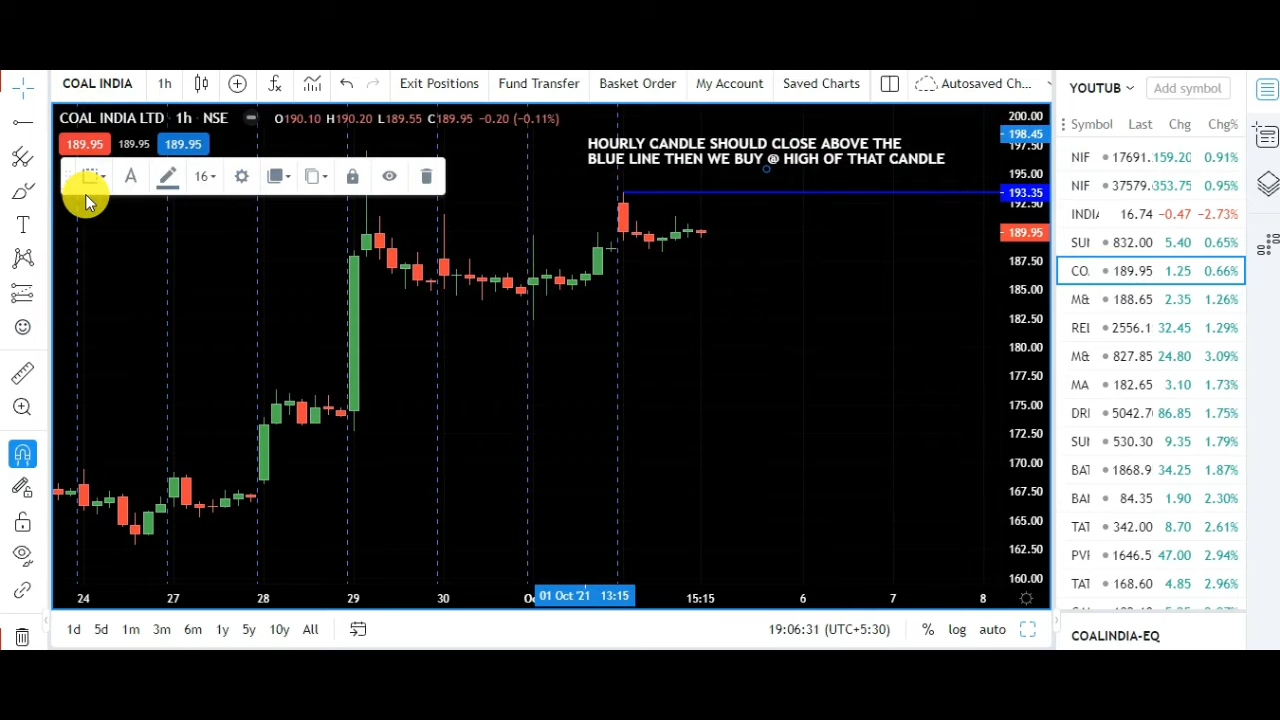 COAL INDIA 1h Exit Positions Fund Transfer Basket Order My Account Saved Charts Autosaved Ch...
YOUTUB Add symbol
COAL INDIA LTD · 1h · NSE O190.10 H190.20 L189.55 C189.95 −0.20 (−0.11%)
189.95 189.95 189.95
16
HOURLY CANDLE SHOULD CLOSE ABOVE THE
BLUE LINE THEN WE BUY @ HIGH OF THAT CANDLE
200.00
198.45
197.50
195.00
193.35
192.50
189.95
187.50
185.00
182.50
180.00
177.50
175.00
172.50
170.00
167.50
165.00
162.50
160.00
24 27 28 29 30 01 Oct '21 13:15 15:15 6 7 8
1d 5d 1m 3m 6m 1y 5y 10y All 19:06:31 (UTC+5:30) % log auto
Symbol Last Chg Chg%
NIF 17691. 159.20 0.91%
NIF 37579. 353.75 0.95%
INDI 16.74 −0.47 −2.73%
SUI 832.00 5.40 0.65%
CO. 189.95 1.25 0.66%
M& 188.65 2.35 1.26%
REL 2556.1 32.45 1.29%
M& 827.85 24.80 3.09%
MA 182.65 3.10 1.73%
DRI 5042.7 86.85 1.75%
SUI 530.30 9.35 1.79%
BAT 1868.9 34.25 1.87%
BAI 84.35 1.90 2.30%
TAT 342.00 8.70 2.61%
PVI 1646.5 47.00 2.94%
TAT 168.60 4.85 2.96%
COALINDIA-EQ